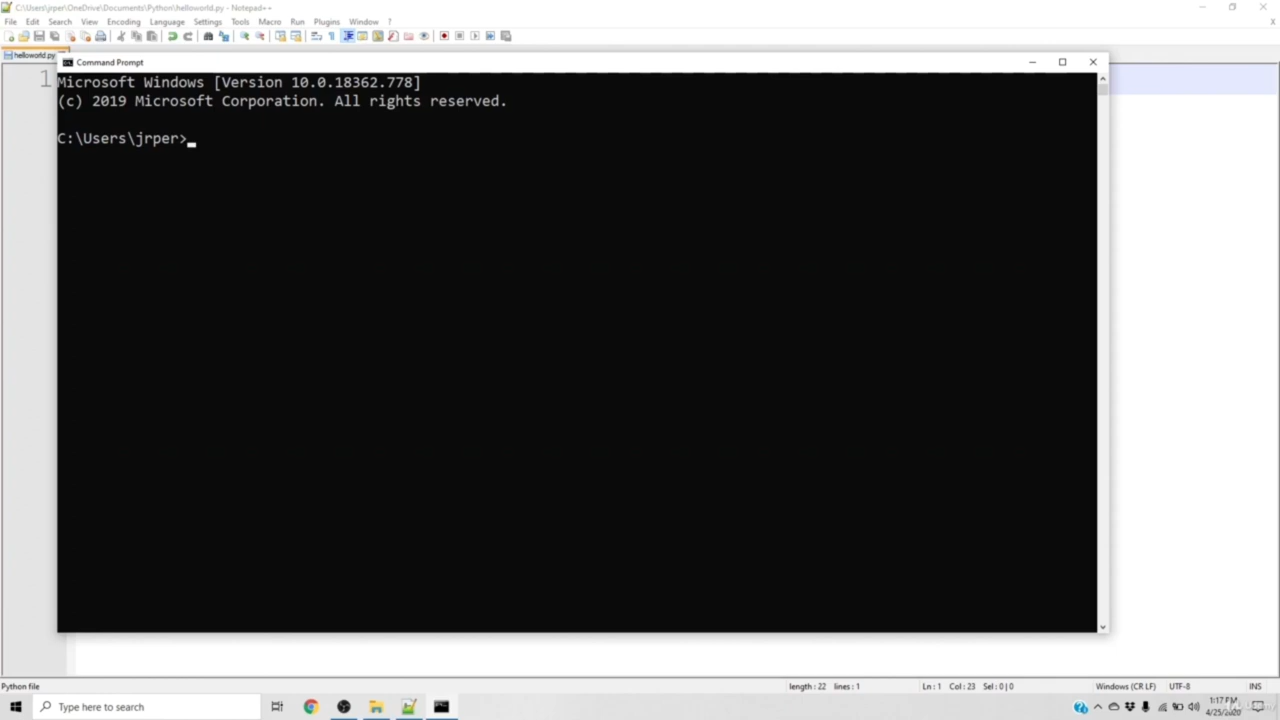 C:\Users\jrper\OneDrive\Documents\Python\helloworld.py - Notepad++
File Edit Search View Encoding Language Settings Tools Macro Run Plugins Window ? X
helloworld.py
Command Prompt
1
Microsoft Windows [Version 10.0.18362.778]
(c) 2019 Microsoft Corporation. All rights reserved.
C:\Users\jrper>
Python file length : 22 lines : 1 Ln : 1 Col : 23 Sel : 0 | 0 Windows (CR LF) UTF-8 INS
Type here to search
1:17 PM
4/25/2020